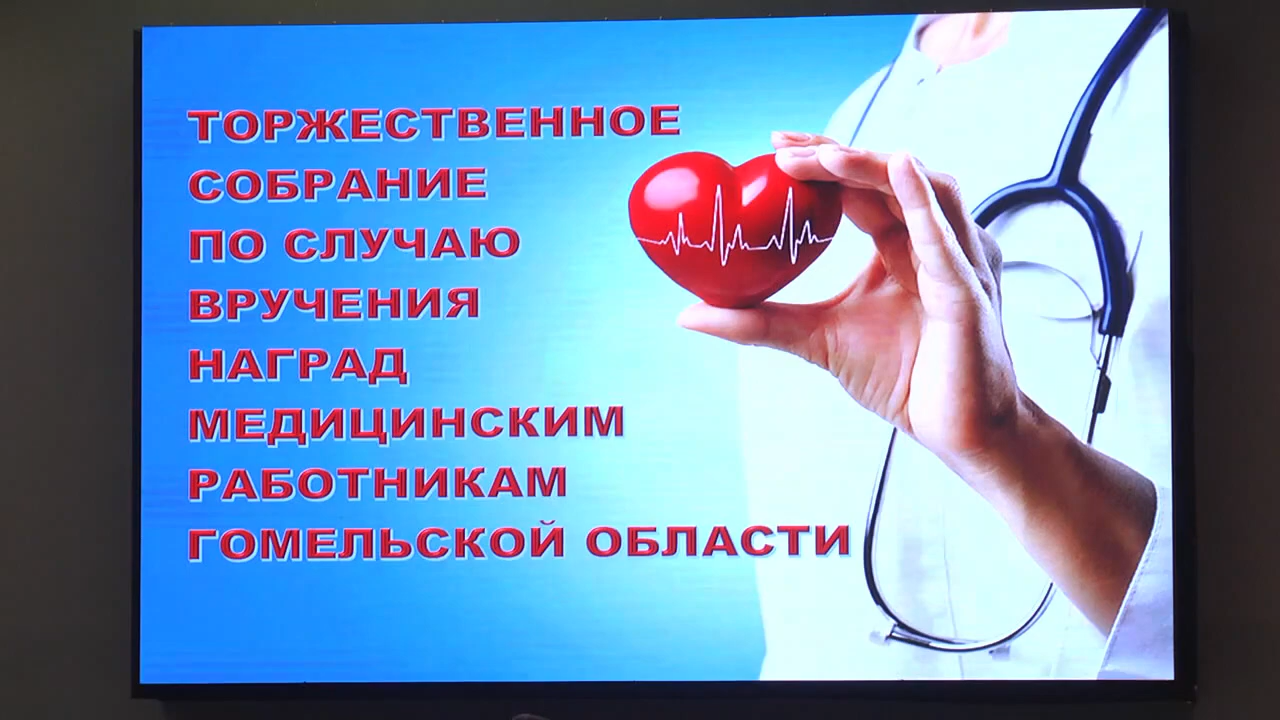 ТОРЖЕСТВЕННОЕ
СОБРАНИЕ
ПО СЛУЧАЮ
ВРУЧЕНИЯ
НАГРАД
МЕДИЦИНСКИМ
РАБОТНИКАМ
ГОМЕЛЬСКОЙ ОБЛАСТИ